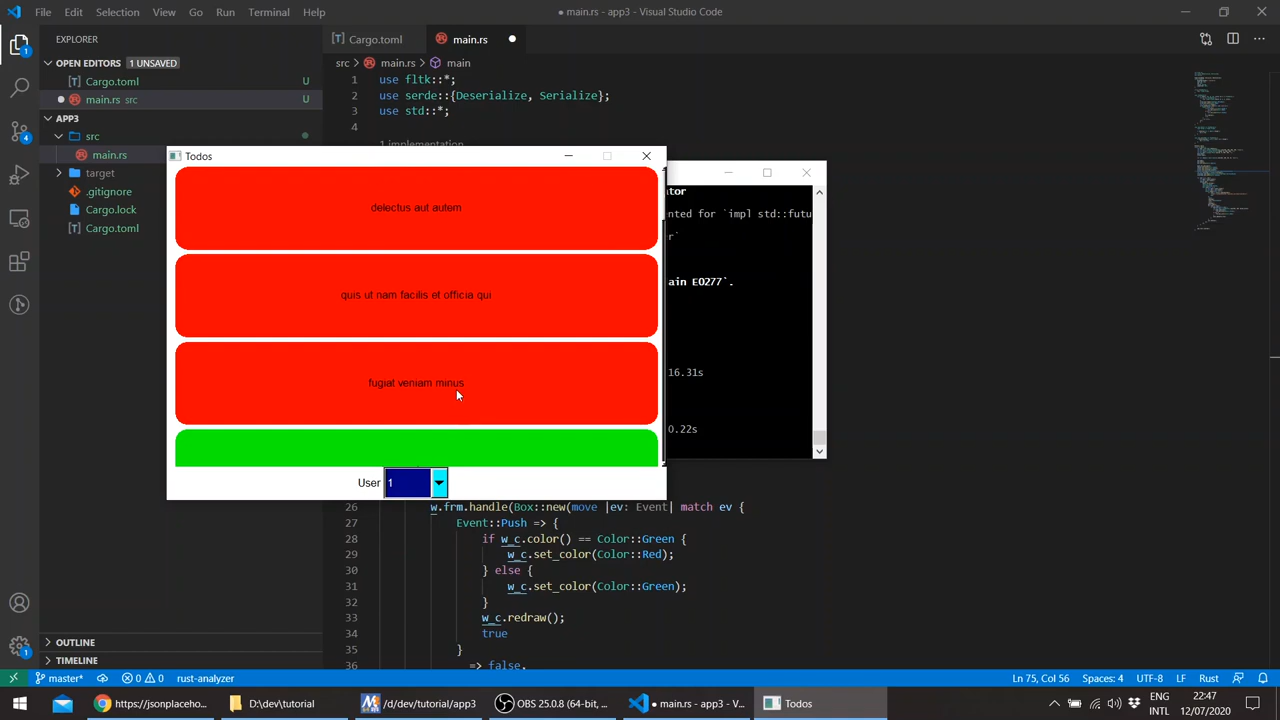 File Edit Selection View Go Run Terminal Help
● main.rs - app3 - Visual Studio Code
EXPLORER
OPEN EDITORS 1 UNSAVED
Cargo.toml U
main.rs src U
APP3
src
main.rs
target
.gitignore
Cargo.lock
Cargo.toml
OUTLINE
TIMELINE
Cargo.toml
main.rs
src > main.rs > main
1 use fltk::*;
2 use serde::{Deserialize, Serialize};
3 use std::*;
4
1 implementation
Todos
delectus aut autem
quis ut nam facilis et officia qui
fugiat veniam minus
User 1
ator
nted for `impl std::futu
r`
ain E0277`.
16.31s
0.22s
26 w.frm.handle(Box::new(move |ev: Event| match ev {
27 Event::Push => {
28 if w_c.color() == Color::Green {
29 w_c.set_color(Color::Red);
30 } else {
31 w_c.set_color(Color::Green);
32 }
33 w_c.redraw();
34 true
35 }
36 => false,
master* 0 0 rust-analyzer
Ln 75, Col 56 Spaces: 4 UTF-8 LF Rust
https://jsonplaceho...
D:\dev\tutorial
/d/dev/tutorial/app3
OBS 25.0.8 (64-bit, ...
● main.rs - app3 - Vi...
Todos
ENG
INTL
22:47
12/07/2020